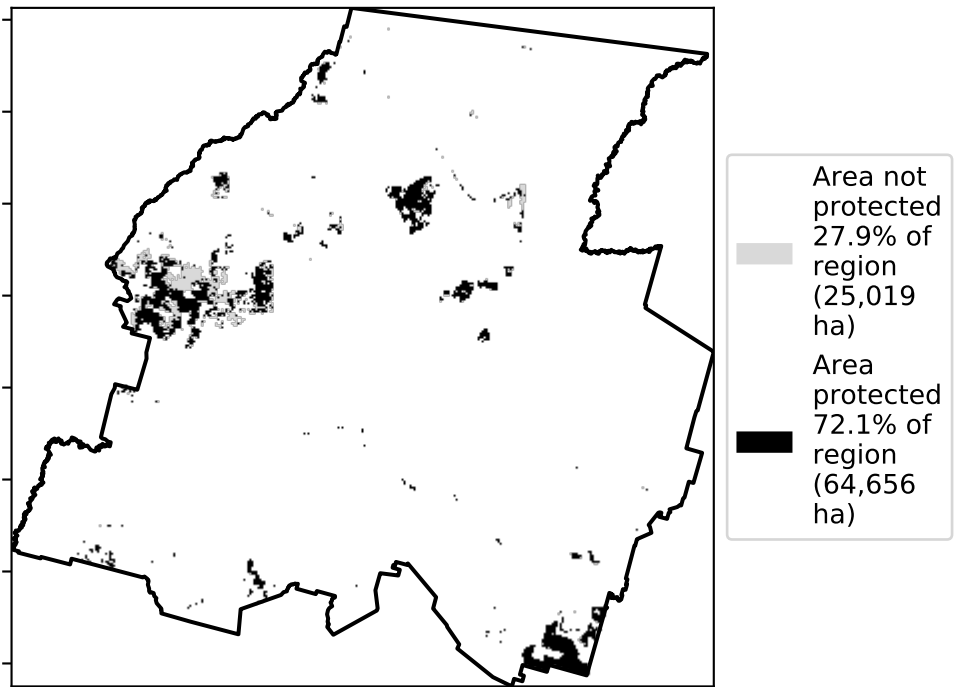 Area not
protected
27.9% of
region
(25,019
ha)
Area
protected
72.1% of
region
(64,656
ha)